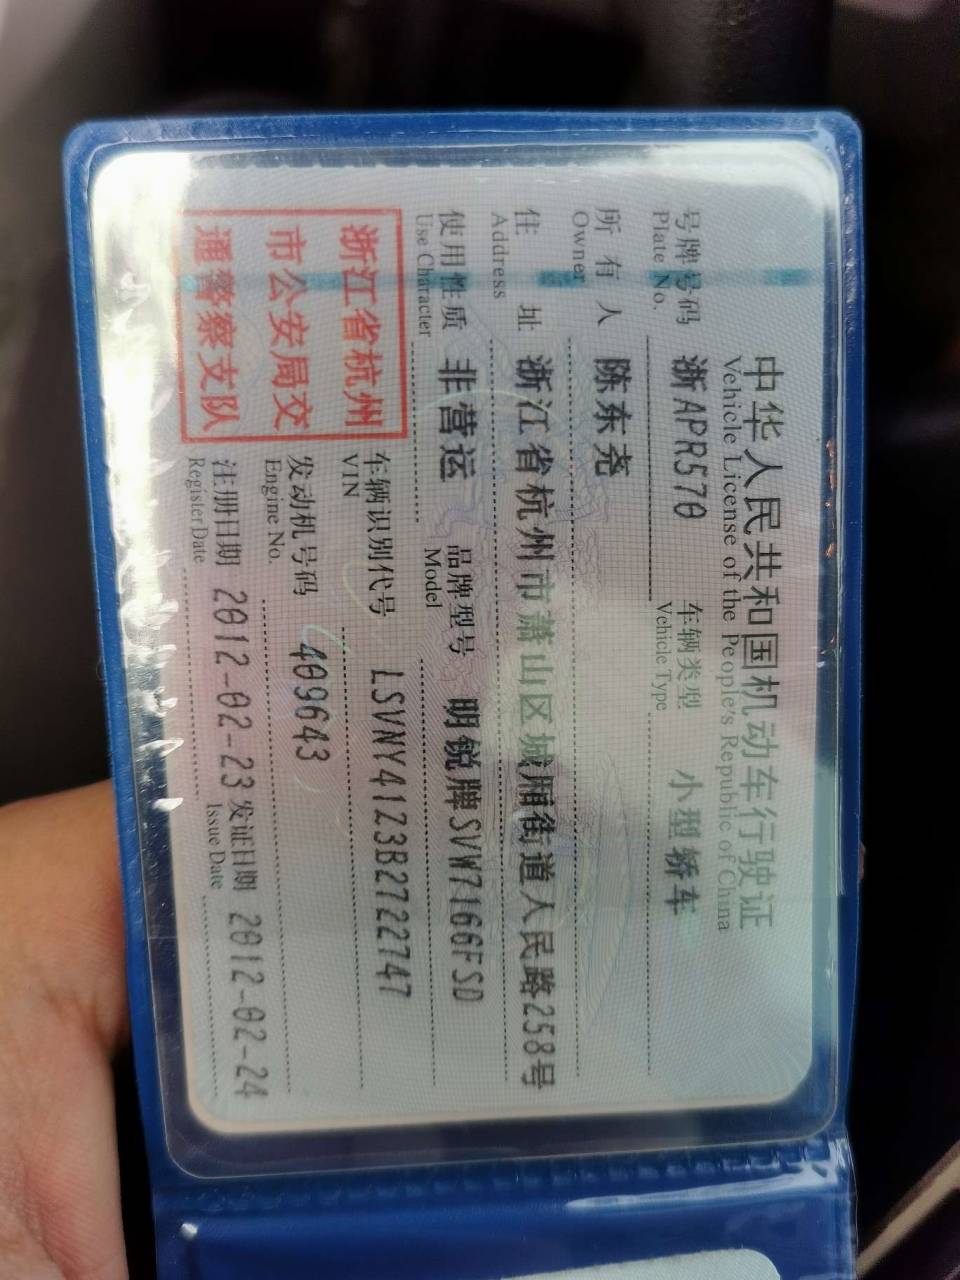 中华人民共和国机动车行驶证
Vehicle License of the People's Republic of China
号牌号码 浙APR570 车辆类型 小型轿车
Plate No. Vehicle Type
所有人 陈东尧
Owner
住址 浙江省杭州市萧山区城厢街道人民路258号
Address
使用性质 非营运 品牌型号 明锐牌SVW7166FSD
Use Character Model
浙江省杭州
市公安局交
通警察支队
车辆识别代号 LSVNY41Z3B2722747
VIN
发动机号码 409643
Engine No.
注册日期 2012-02-23 发证日期 2012-02-24
Register Date Issue Date